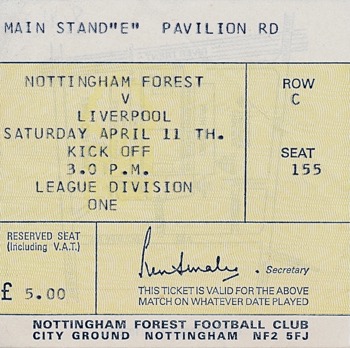 MAIN STAND"E" PAVILION RD
NOTTINGHAM FOREST
V
LIVERPOOL
SATURDAY APRIL 11 TH.
KICK OFF
3.0 P.M.
LEAGUE DIVISION
ONE
ROW
C
SEAT
155
RESERVED SEAT
(Including V.A.T.)
£ 5.00
Secretary
THIS TICKET IS VALID FOR THE ABOVE
MATCH ON WHATEVER DATE PLAYED
NOTTINGHAM FOREST FOOTBALL CLUB
CITY GROUND NOTTINGHAM NF2 5FJ